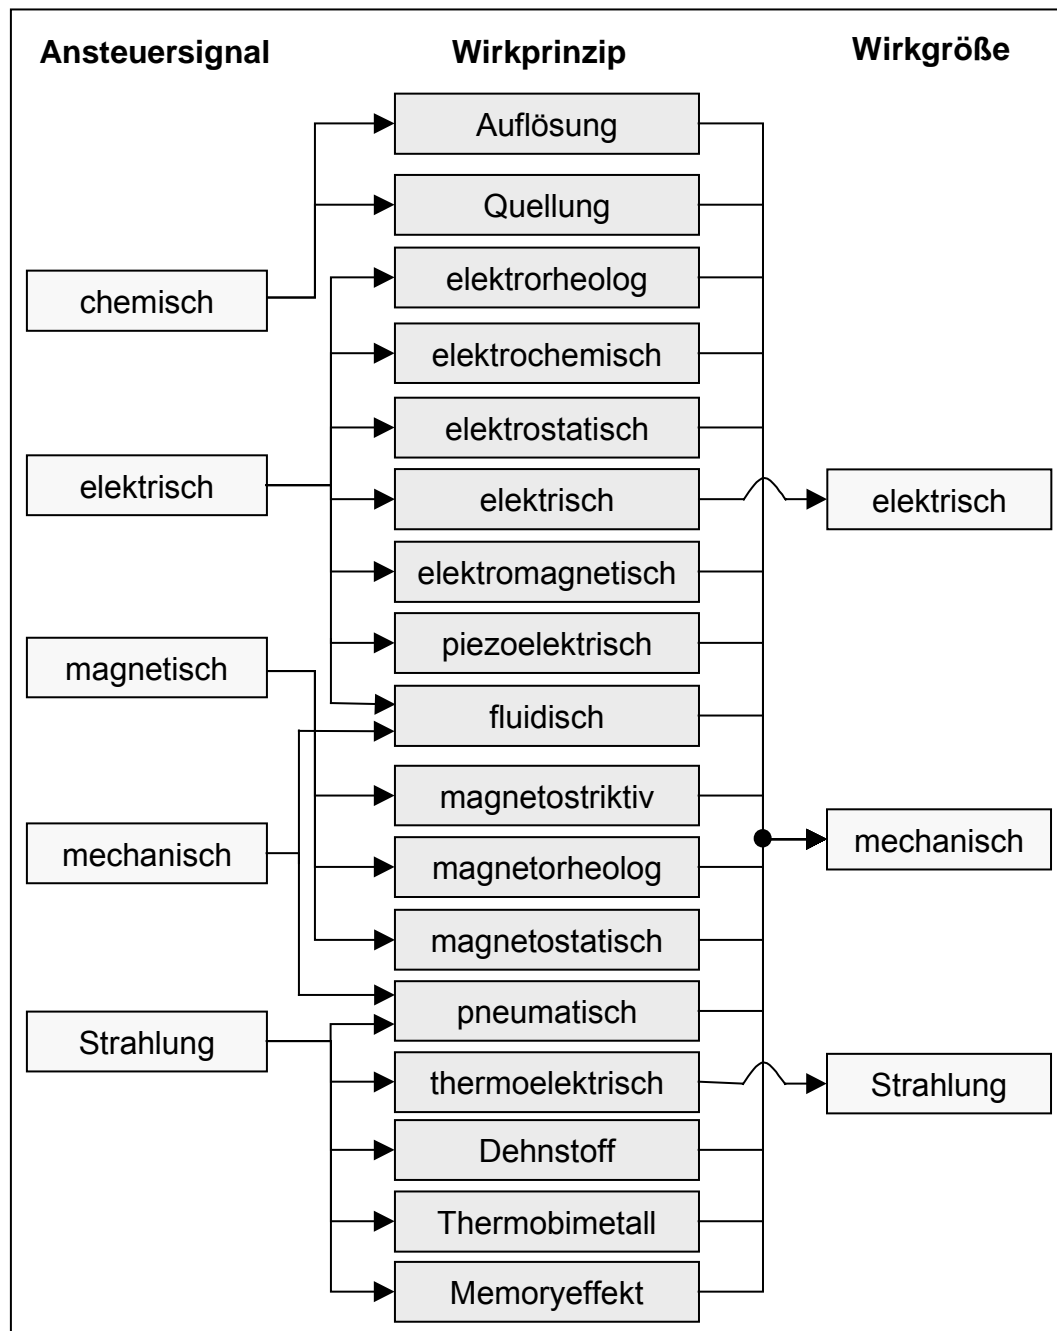 Ansteuersignal
Wirkprinzip
Wirkgröße
chemisch
elektrisch
magnetisch
mechanisch
Strahlung
Auflösung
Quellung
elektrorheolog
elektrochemisch
elektrostatisch
elektrisch
elektromagnetisch
piezoelektrisch
fluidisch
magnetostriktiv
magnetorheolog
magnetostatisch
pneumatisch
thermoelektrisch
Dehnstoff
Thermobimetall
Memoryeffekt
elektrisch
mechanisch
Strahlung